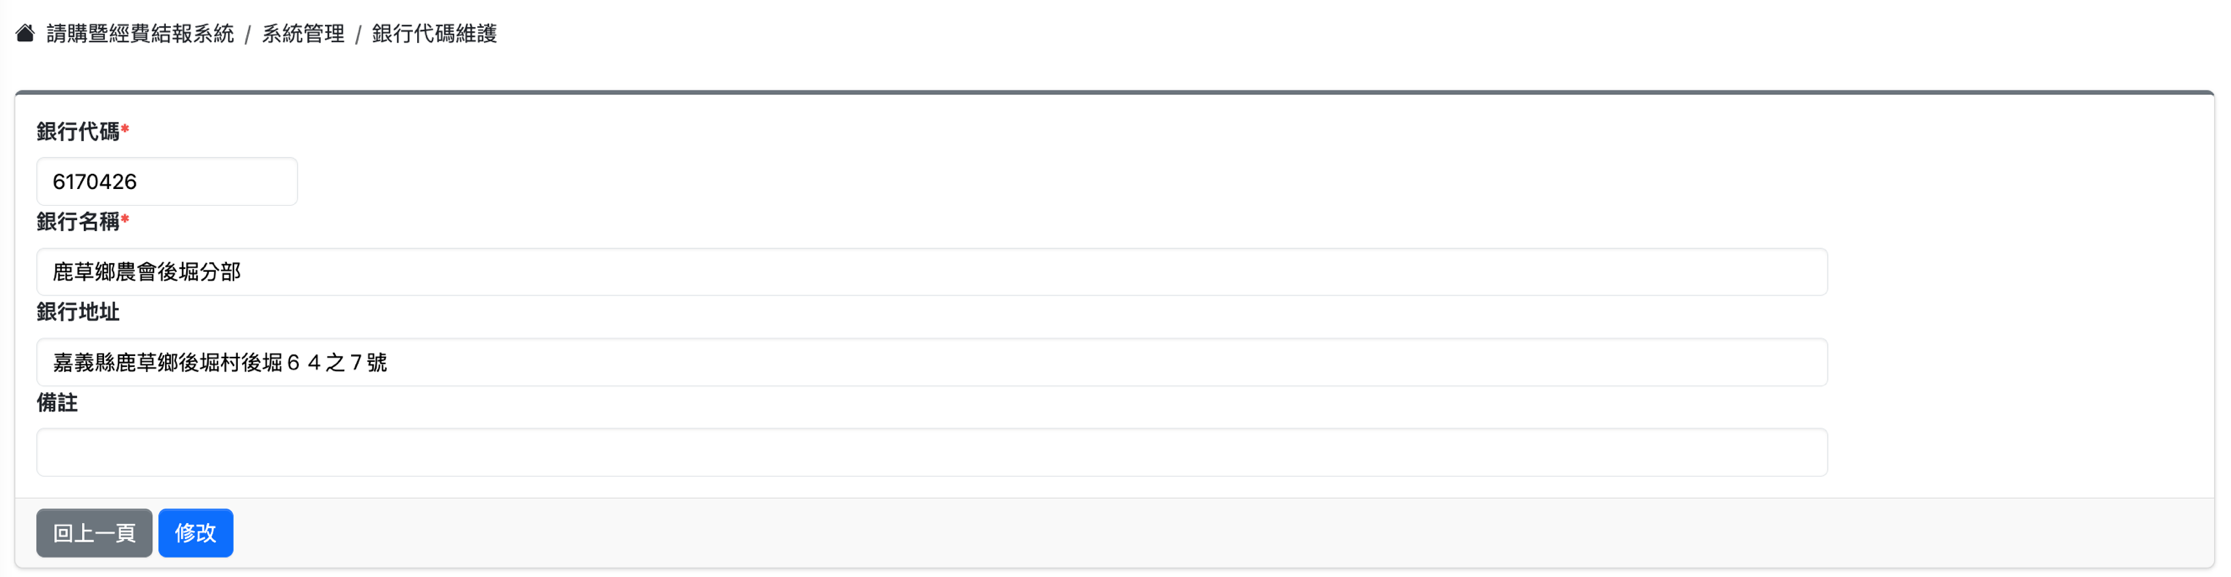 請購暨經費結報系統 / 系統管理 / 銀行代碼維護
銀行代碼*
6170426
銀行名稱*
鹿草鄉農會後堀分部
銀行地址
嘉義縣鹿草鄉後堀村後堀６４之７號
備註
回上一頁 修改